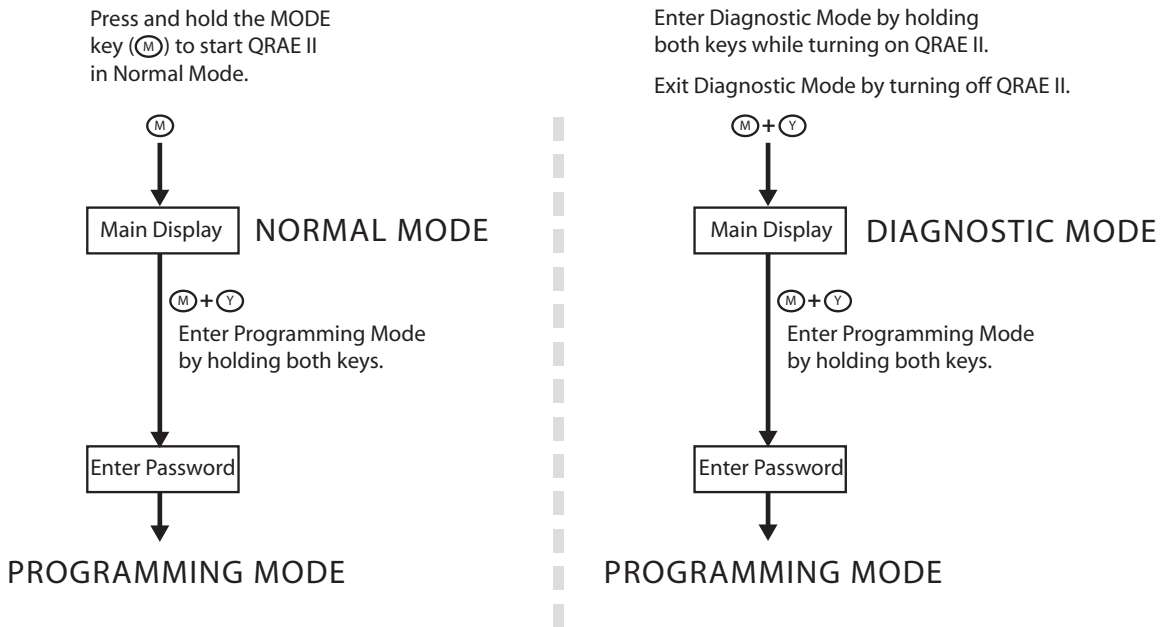 Press and hold the MODE
key (M) to start QRAE II
in Normal Mode.
M
Main Display
NORMAL MODE
M + Y
Enter Programming Mode
by holding both keys.
Enter Password
PROGRAMMING MODE
Enter Diagnostic Mode by holding
both keys while turning on QRAE II.
Exit Diagnostic Mode by turning off QRAE II.
M + Y
Main Display
DIAGNOSTIC MODE
M + Y
Enter Programming Mode
by holding both keys.
Enter Password
PROGRAMMING MODE